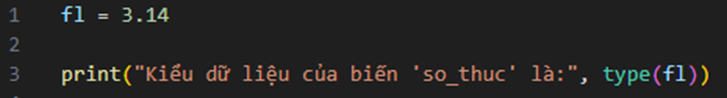 1 fl = 3.14
2
3 print("Kiểu dữ liệu của biến 'so_thuc' là:", type(fl))